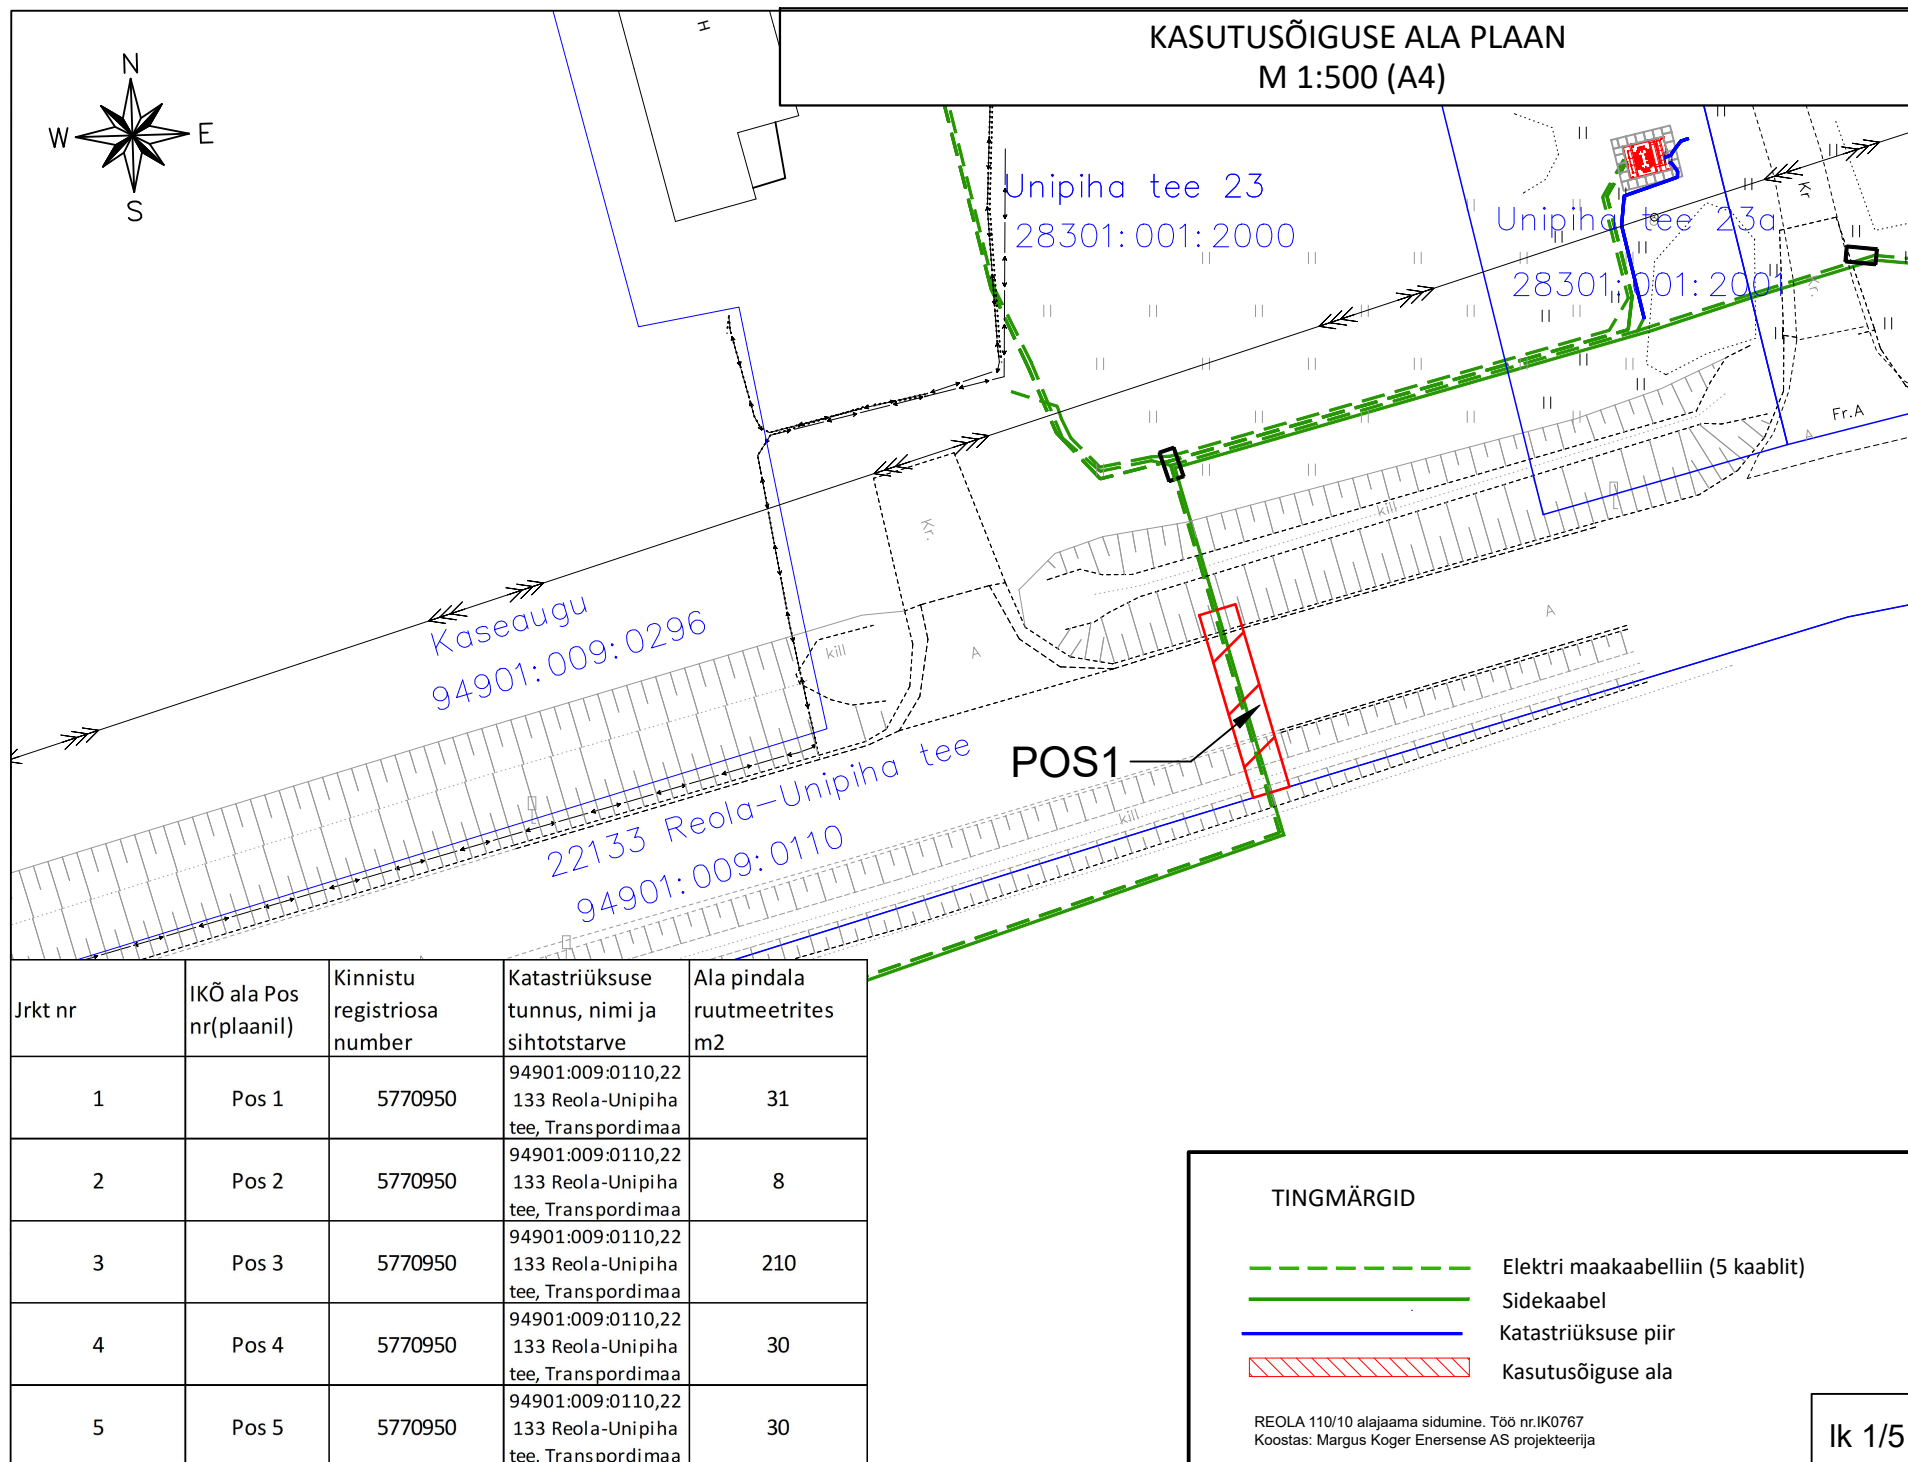 KASUTUSÕIGUSE ALA PLAAN
M 1:500 (A4)
N
W
E
S
H
Unipiha tee 23
28301:001:2000
Unipiha tee 23a
28301:001:2001
Kr
Kr.
Fr.A
A
Kr.
kill
Kaseaugu
94901:009:0296
kill
A
A
POS1
22133 Reola-Unipiha tee
94901:009:0110
kill
Jrkt nr
IKÕ ala Pos
nr(plaanil)
Kinnistu
registriosa
number
Katastriüksuse
tunnus, nimi ja
sihtotstarve
Ala pindala
ruutmeetrites
m2
1
Pos 1
5770950
94901:009:0110,22
133 Reola-Unipiha
tee, Transpordimaa
31
2
Pos 2
5770950
94901:009:0110,22
133 Reola-Unipiha
tee, Transpordimaa
8
3
Pos 3
5770950
94901:009:0110,22
133 Reola-Unipiha
tee, Transpordimaa
210
4
Pos 4
5770950
94901:009:0110,22
133 Reola-Unipiha
tee, Transpordimaa
30
5
Pos 5
5770950
94901:009:0110,22
133 Reola-Unipiha
tee, Transpordimaa
30
TINGMÄRGID
Elektri maakaabelliin (5 kaablit)
Sidekaabel
Katastriüksuse piir
Kasutusõiguse ala
REOLA 110/10 alajaama sidumine. Töö nr.IK0767
Koostas: Margus Koger Enersense AS projekteerija
lk 1/5